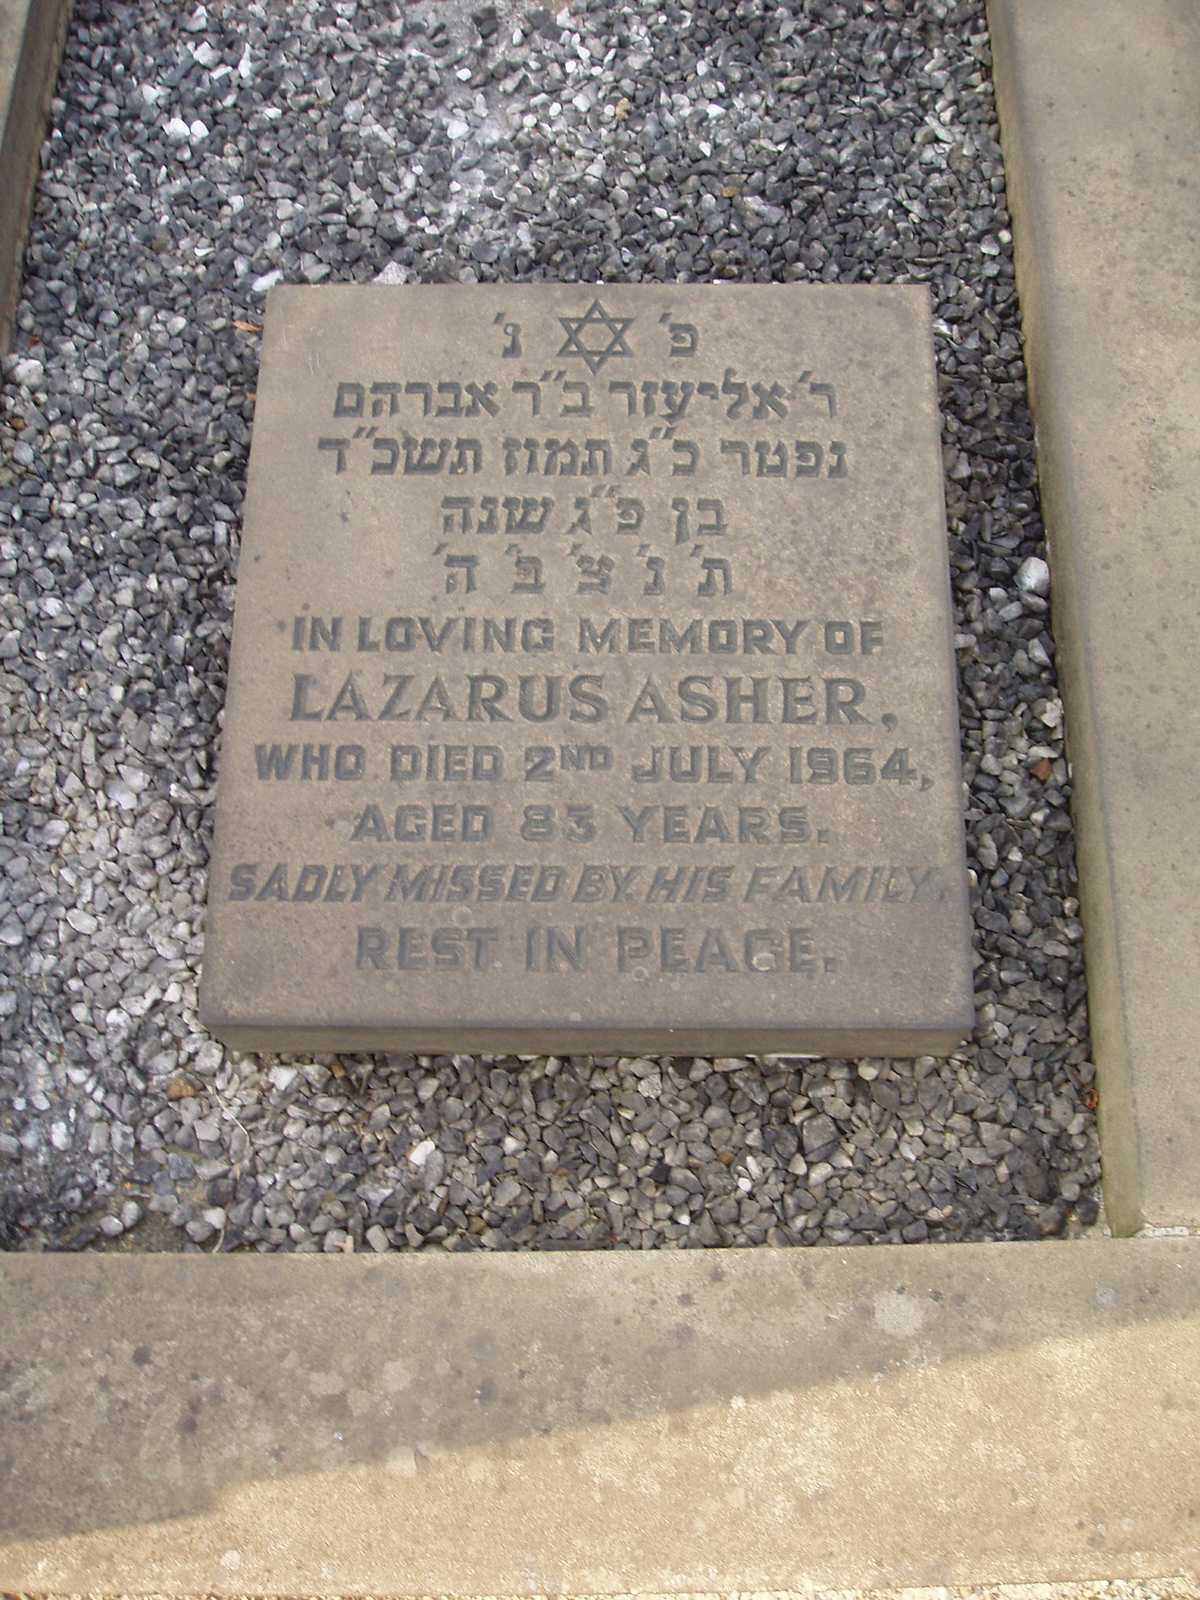 פ׳ נ׳
ר׳ אליעזר ב״ר אברהם
נפטר כ״ג תמוז תשכ״ד
בן פ״ג שנה
ת׳ נ׳ צ׳ ב׳ ה׳
IN LOVING MEMORY OF
LAZARUS ASHER,
WHO DIED 2ND JULY 1964,
AGED 83 YEARS.
SADLY MISSED BY HIS FAMILY.
REST IN PEACE.